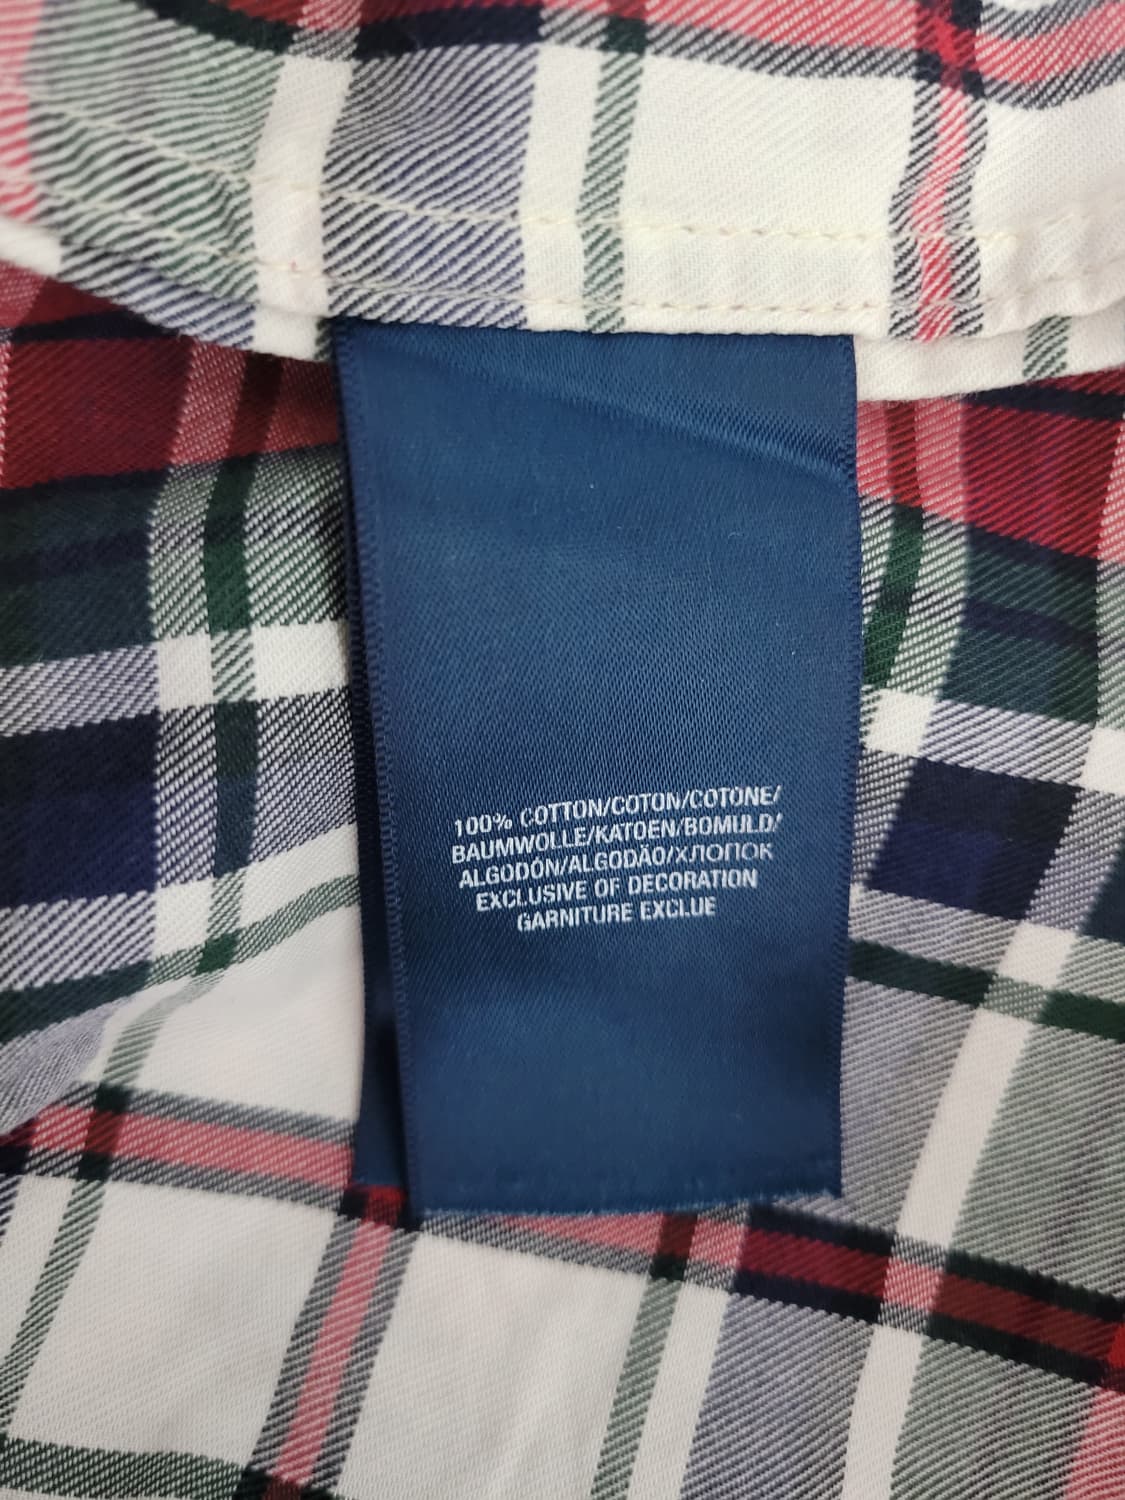 100% COTTON/COTON/COTONE/
BAUMWOLLE/KATOEN/BOMULD/
ALGODÓN/ALGODÃO/ХЛОПОК
EXCLUSIVE OF DECORATION
GARNITURE EXCLUE